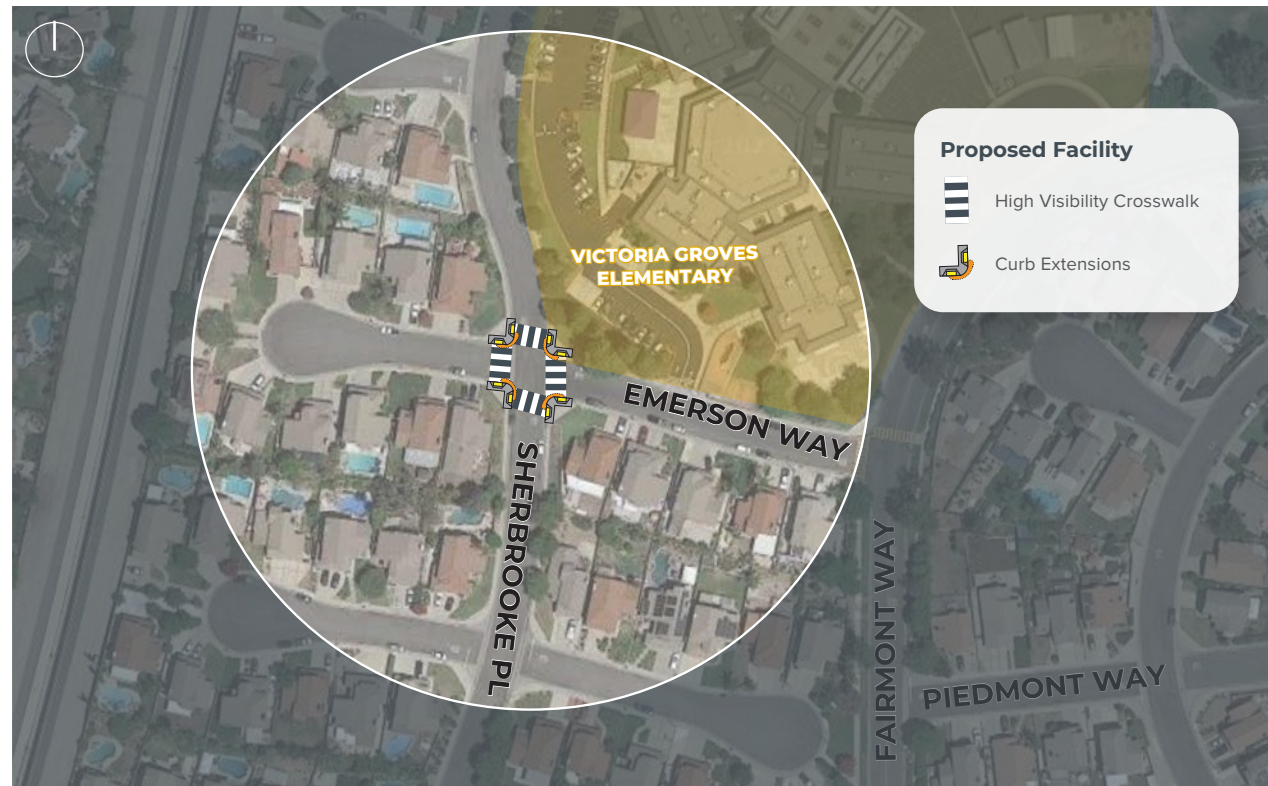 Proposed Facility
High Visibility Crosswalk
Curb Extensions
VICTORIA GROVES
ELEMENTARY
EMERSON WAY
SHERBROOKE PL
FAIRMONT WAY
PIEDMONT WAY